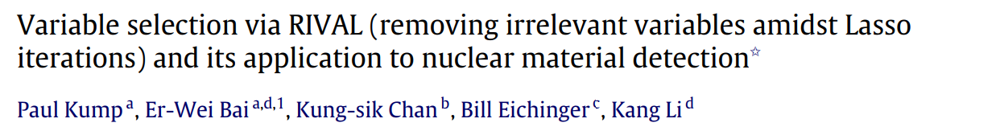 Variable selection via RIVAL (removing irrelevant variables amidst Lasso
iterations) and its application to nuclear material detection☆
Paul Kump a, Er-Wei Bai a,d,1, Kung-sik Chan b, Bill Eichinger c, Kang Li d